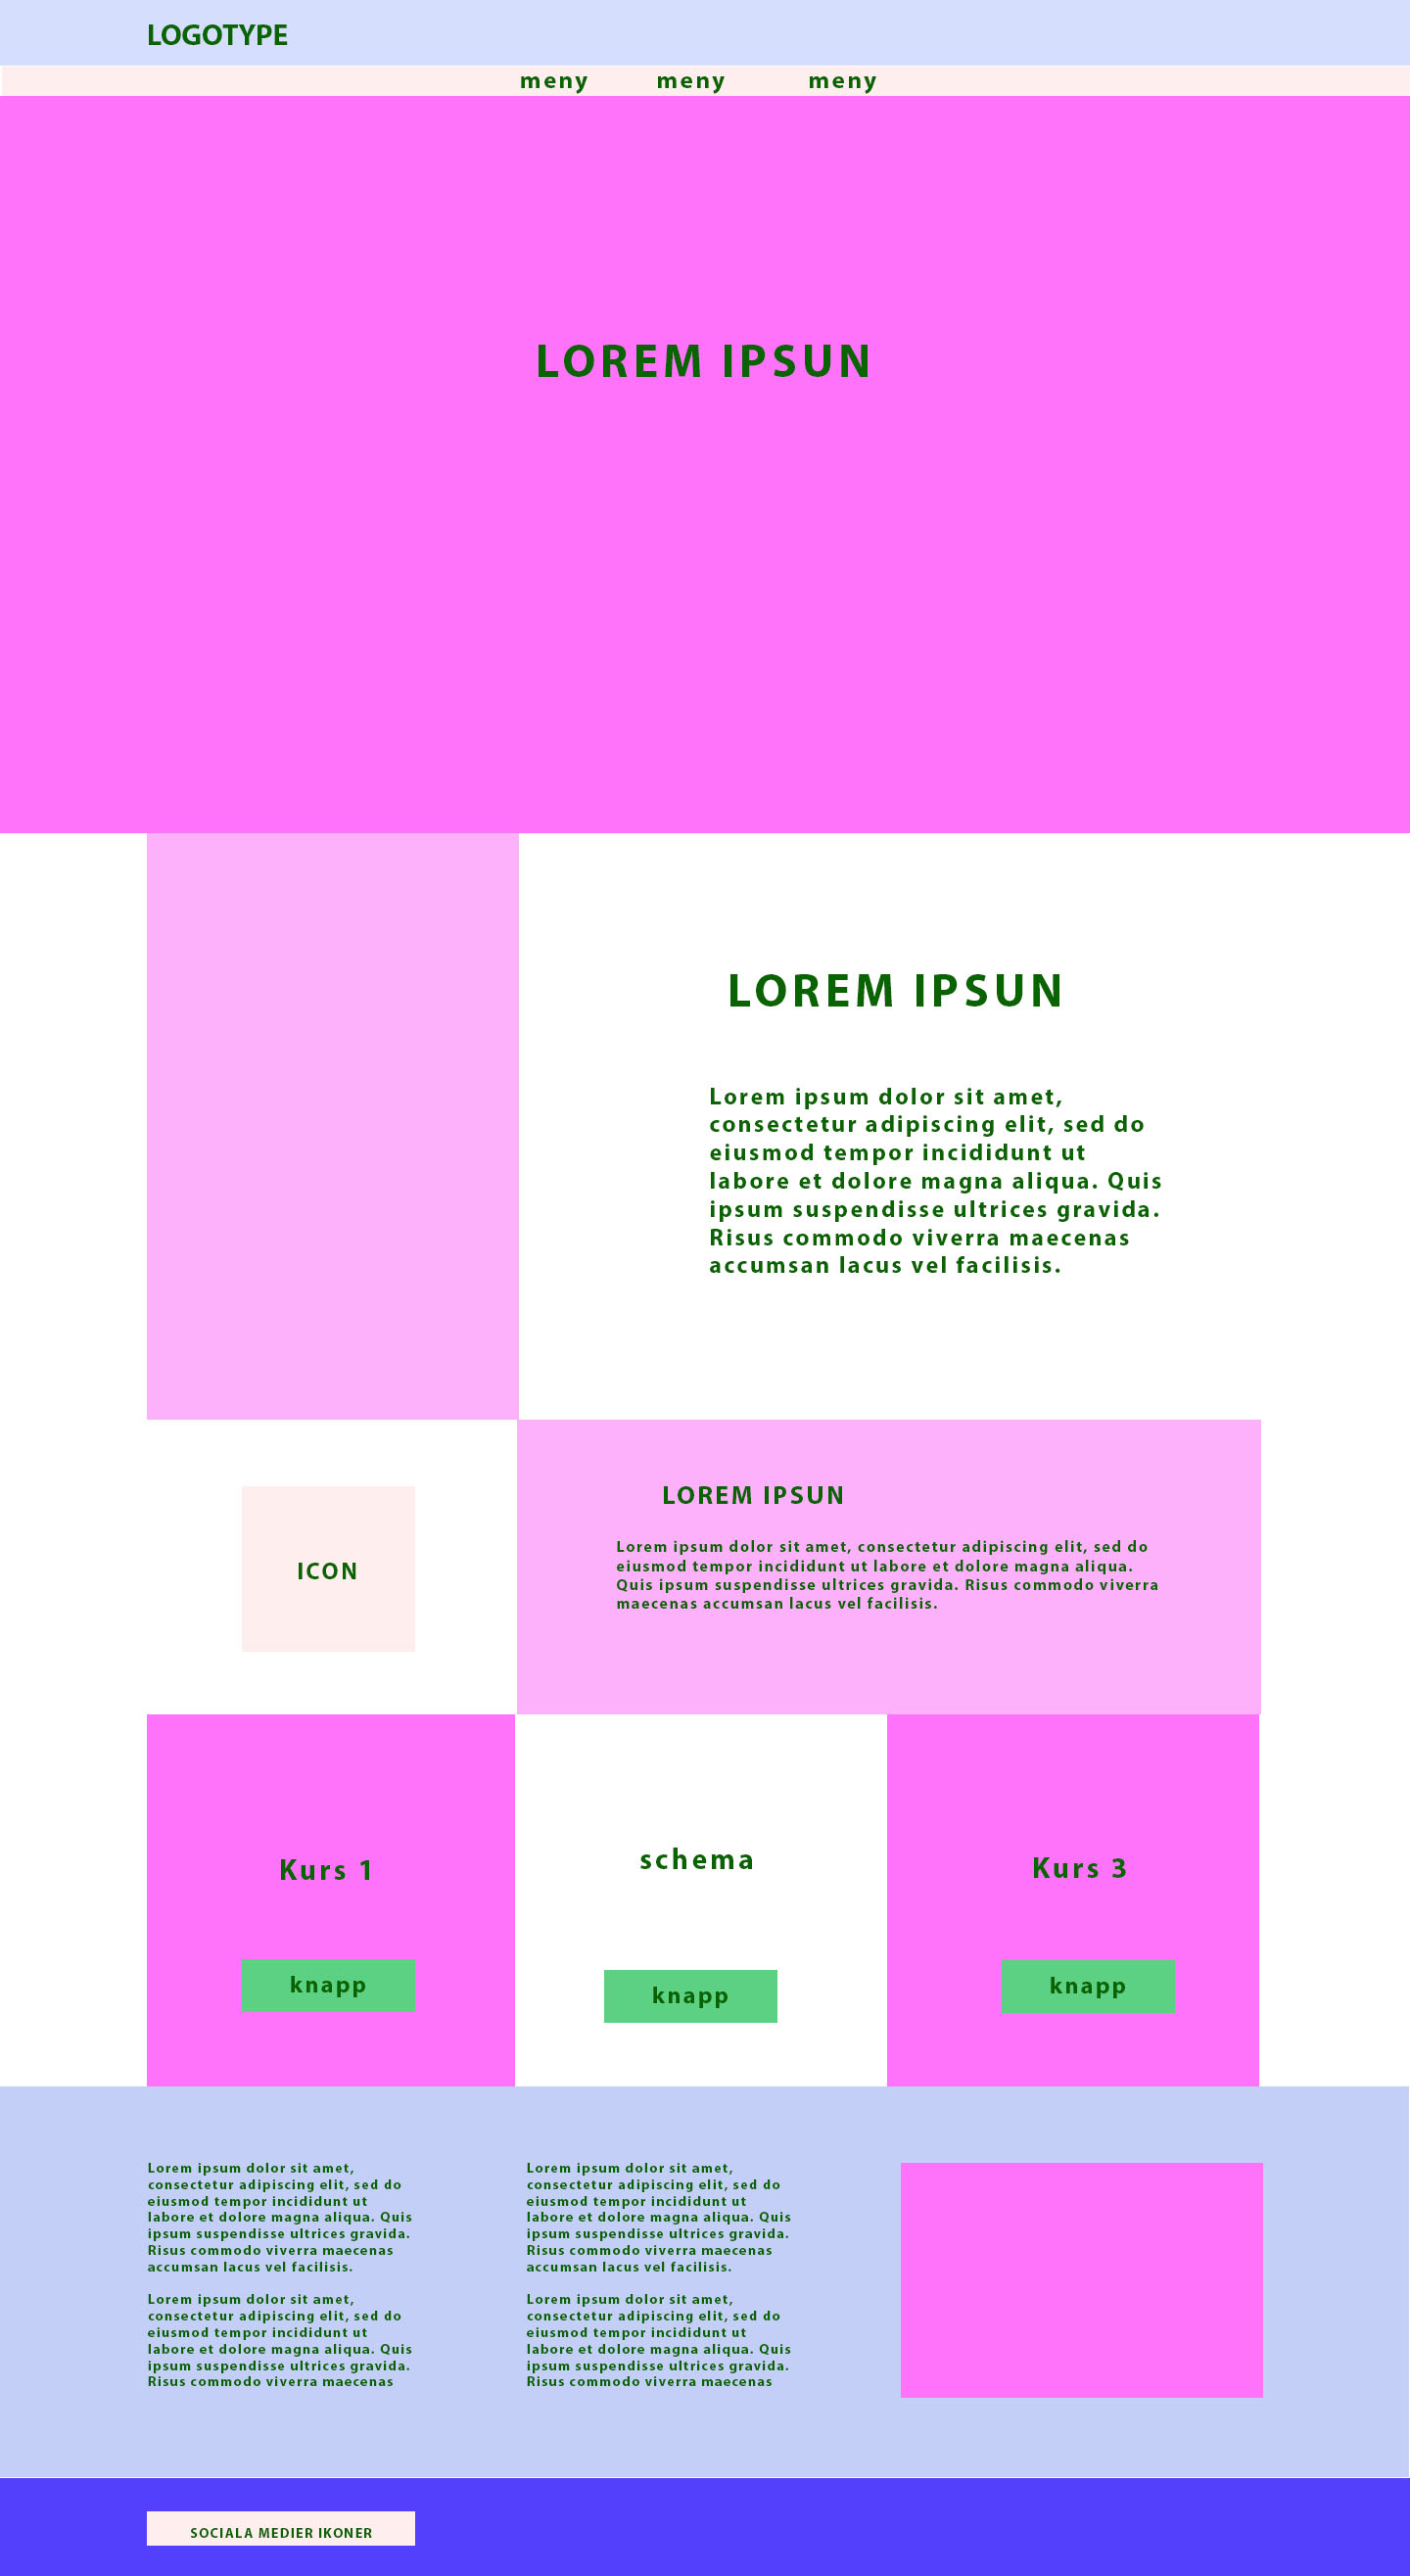 LOGOTYPE
meny meny meny
LOREM IPSUN
LOREM IPSUN
Lorem ipsum dolor sit amet,
consectetur adipiscing elit, sed do
eiusmod tempor incididunt ut
labore et dolore magna aliqua. Quis
ipsum suspendisse ultrices gravida.
Risus commodo viverra maecenas
accumsan lacus vel facilisis.
ICON
LOREM IPSUN
Lorem ipsum dolor sit amet, consectetur adipiscing elit, sed do
eiusmod tempor incididunt ut labore et dolore magna aliqua.
Quis ipsum suspendisse ultrices gravida. Risus commodo viverra
maecenas accumsan lacus vel facilisis.
Kurs 1
knapp
schema
knapp
Kurs 3
knapp
Lorem ipsum dolor sit amet,
consectetur adipiscing elit, sed do
eiusmod tempor incididunt ut
labore et dolore magna aliqua. Quis
ipsum suspendisse ultrices gravida.
Risus commodo viverra maecenas
accumsan lacus vel facilisis.
Lorem ipsum dolor sit amet,
consectetur adipiscing elit, sed do
eiusmod tempor incididunt ut
labore et dolore magna aliqua. Quis
ipsum suspendisse ultrices gravida.
Risus commodo viverra maecenas
Lorem ipsum dolor sit amet,
consectetur adipiscing elit, sed do
eiusmod tempor incididunt ut
labore et dolore magna aliqua. Quis
ipsum suspendisse ultrices gravida.
Risus commodo viverra maecenas
accumsan lacus vel facilisis.
Lorem ipsum dolor sit amet,
consectetur adipiscing elit, sed do
eiusmod tempor incididunt ut
labore et dolore magna aliqua. Quis
ipsum suspendisse ultrices gravida.
Risus commodo viverra maecenas
SOCIALA MEDIER IKONER